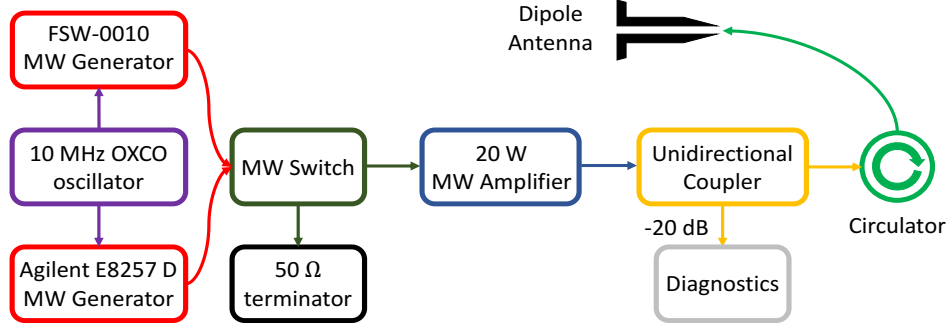 FSW-0010
MW Generator
Dipole
Antenna
10 MHz OXCO
oscillator
MW Switch
20 W
MW Amplifier
Unidirectional
Coupler
Circulator
-20 dB
Agilent E8257 D
MW Generator
50 Ω
terminator
Diagnostics